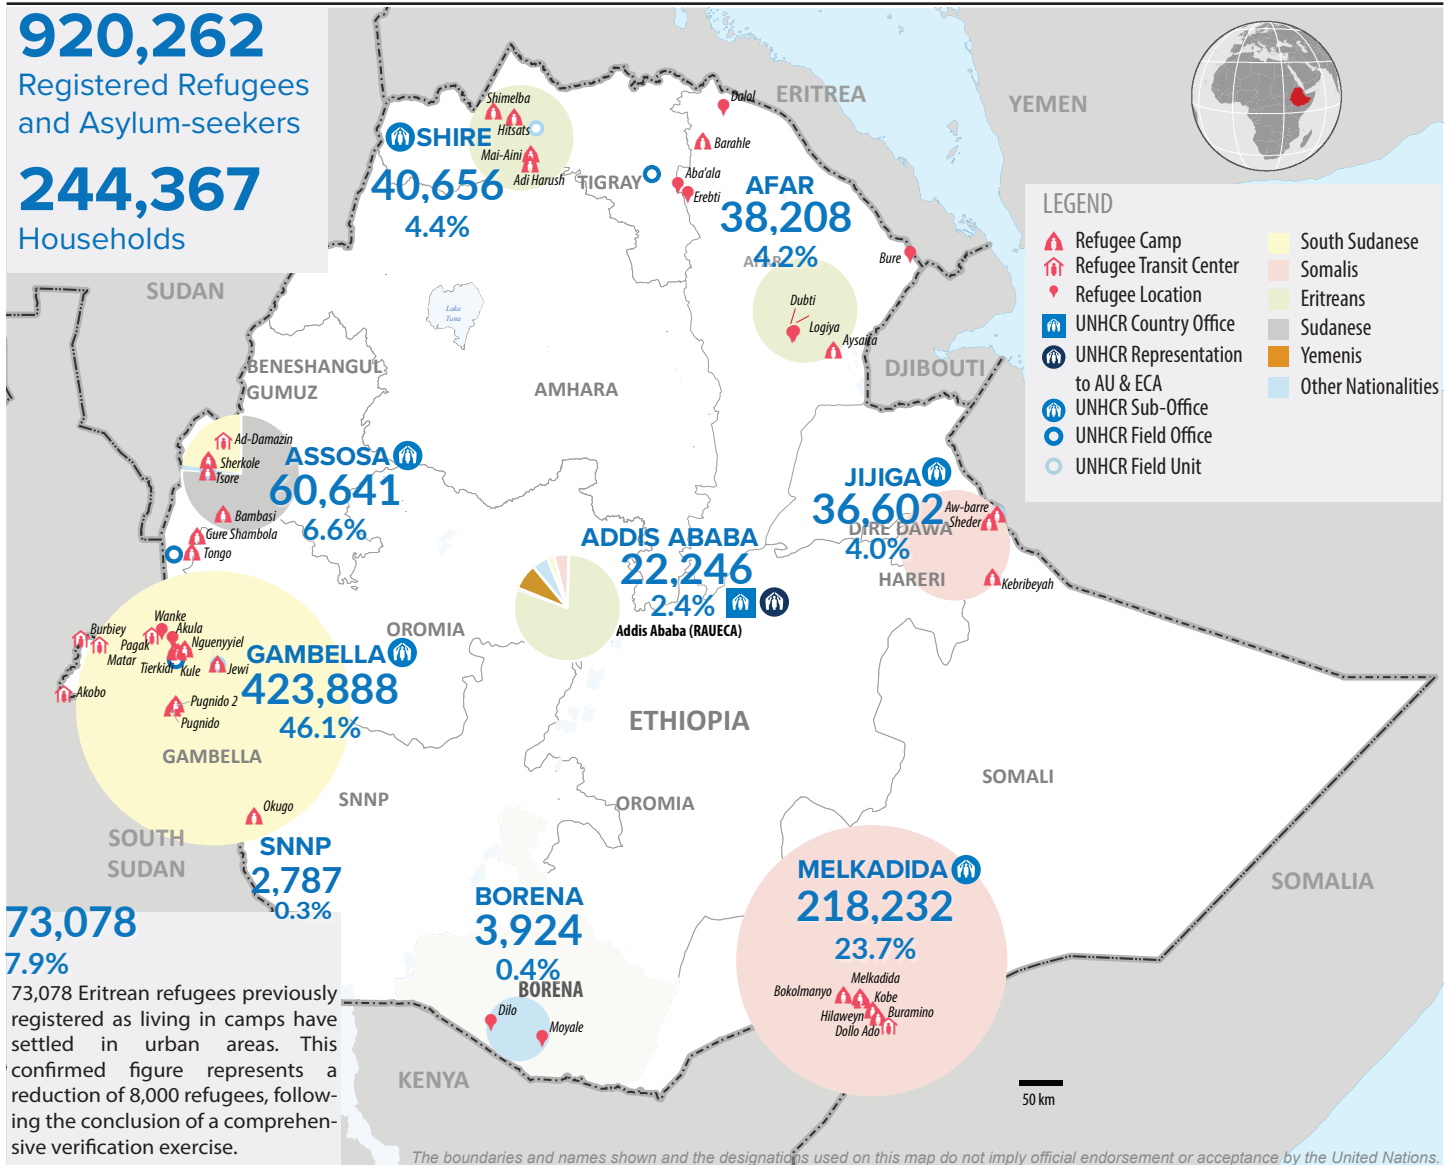 920,262
Registered Refugees
and Asylum-seekers
244,367
Households
SUDAN
ERITREA
YEMEN
Shimelba
Hitsats
Mai-Aini
Adi Harush
SHIRE
40,656
4.4%
TIGRAY
Dalol
Barahle
Aba'ala
Erebti
AFAR
38,208
4.2%
AFAR
Bure
Dubti
Logiya
Aysaita
DJIBOUTI
LEGEND
Refugee Camp
Refugee Transit Center
Refugee Location
UNHCR Country Office
UNHCR Representation
to AU & ECA
UNHCR Sub-Office
UNHCR Field Office
UNHCR Field Unit
South Sudanese
Somalis
Eritreans
Sudanese
Yemenis
Other Nationalities
Lake
Tana
BENESHANGUL
GUMUZ
AMHARA
Ad-Damazin
Sherkole
Tsore
Bambasi
Gure Shambola
Tongo
ASSOSA
60,641
6.6%
JIJIGA
36,602
4.0%
DIRE DAWA
HARERI
Aw-barre
Sheder
Kebribeyah
ADDIS ABABA
22,246
2.4%
Addis Ababa (RAUECA)
OROMIA
Wanke
Burbiey
Akula
Pagak
Nguenyyiel
Matar
Tierkidi
Kule
Jewi
Akobo
Pugnido 2
Pugnido
GAMBELLA
423,888
46.1%
GAMBELLA
Okugo
ETHIOPIA
SOMALI
SNNP
OROMIA
SOUTH
SUDAN
SNNP
2,787
0.3%
BORENA
3,924
0.4%
BORENA
Dilo
Moyale
MELKADIDA
218,232
23.7%
Melkadida
Bokolmanyo
Kobe
Hilaweyn
Buramino
Dollo Ado
SOMALIA
KENYA
50 km
73,078
7.9%
73,078 Eritrean refugees previously
registered as living in camps have
settled in urban areas. This
confirmed figure represents a
reduction of 8,000 refugees, follow-
ing the conclusion of a comprehen-
sive verification exercise.
The boundaries and names shown and the designations used on this map do not imply official endorsement or acceptance by the United Nations.